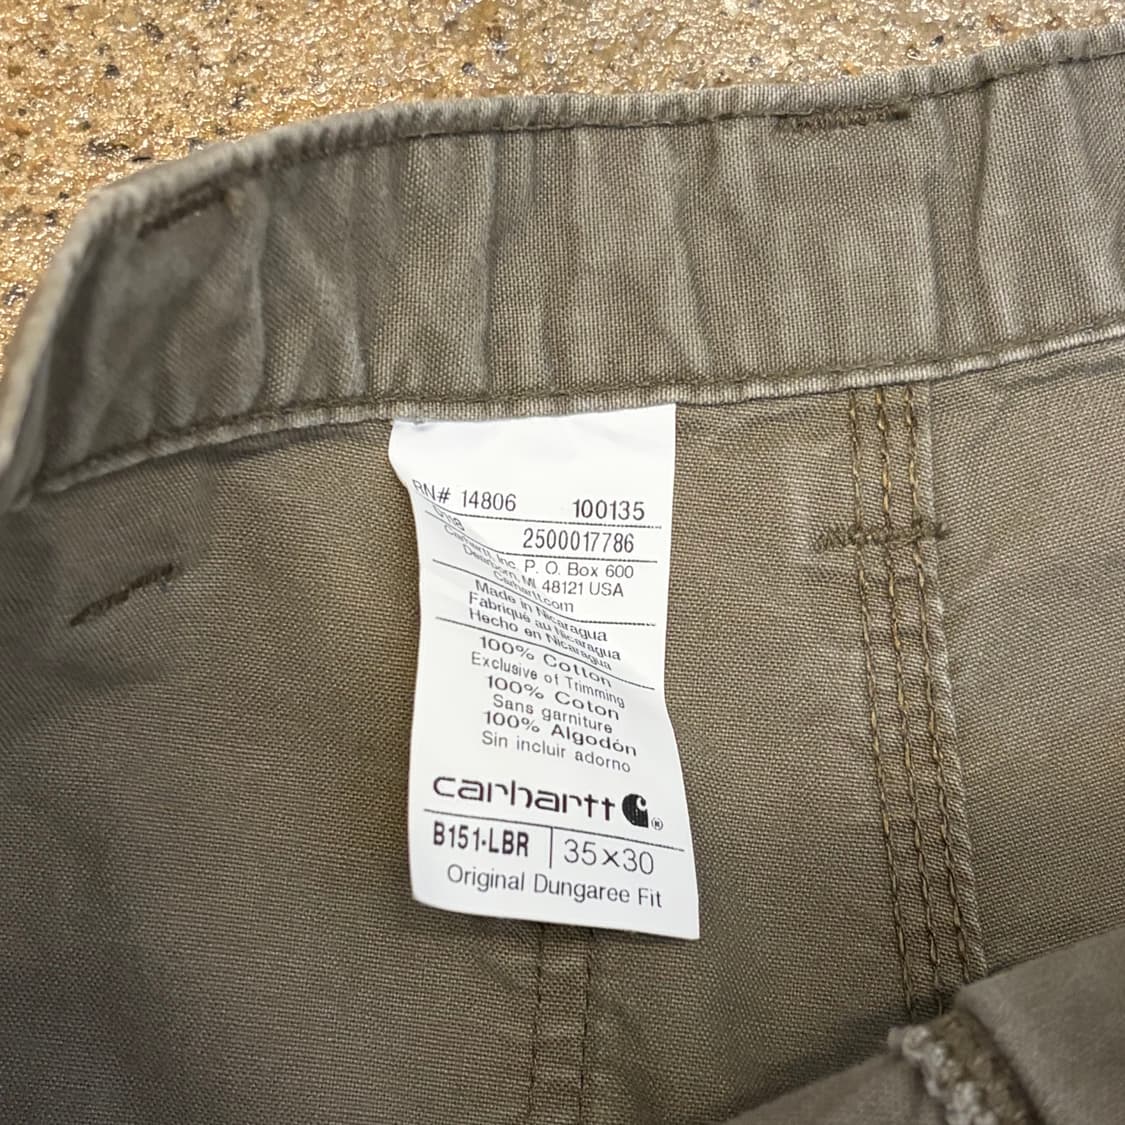 RN# 14806 100135
0118
2500017786
Carhartt, Inc. P. O. Box 600
Dearborn, MI. 48121 USA
Carhartt.com
Made in Nicaragua
Fabriqué au Nicaragua
Hecho en Nicaragua
100% Cotton
Exclusive of Trimming
100% Coton
Sans garniture
100% Algodón
Sin incluir adorno
carhartt ®
B151-LBR 35×30
Original Dungaree Fit